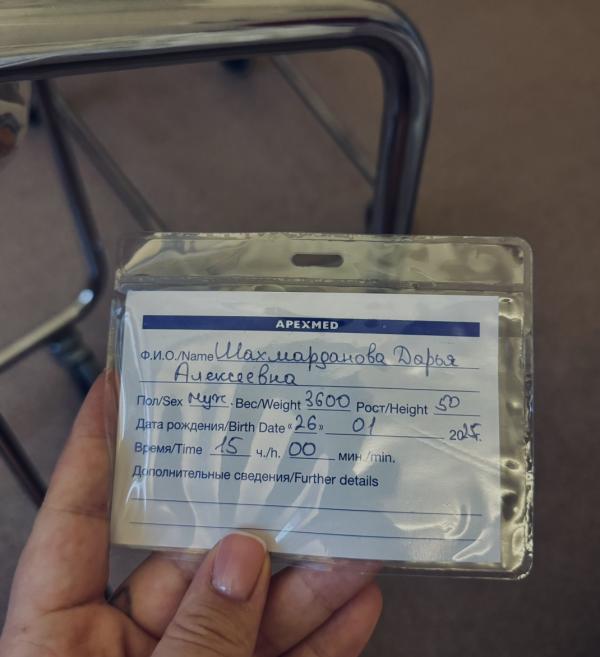 APEXMED
Ф.И.О./Name Шахмарданова Дарья
Алексеевна
Пол/Sex муж. Вес/Weight 3600 Рост/Height 50
Дата рождения/Birth Date «26» 01 2025г.
Время/Time 15 ч./h. 00 мин./min.
Дополнительные сведения/Further details